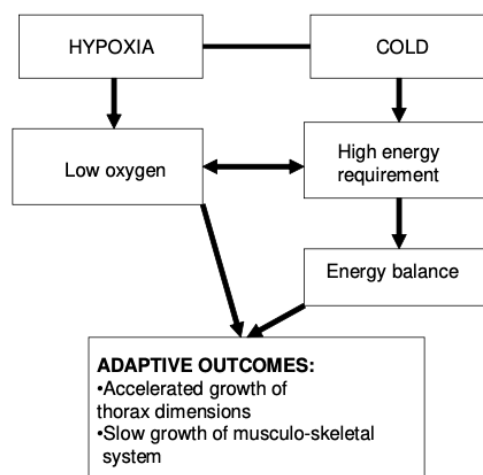 HYPOXIA
COLD
Low oxygen
High energy
requirement
Energy balance
ADAPTIVE OUTCOMES:
•Accelerated growth of
thorax dimensions
•Slow growth of musculo-skeletal
system